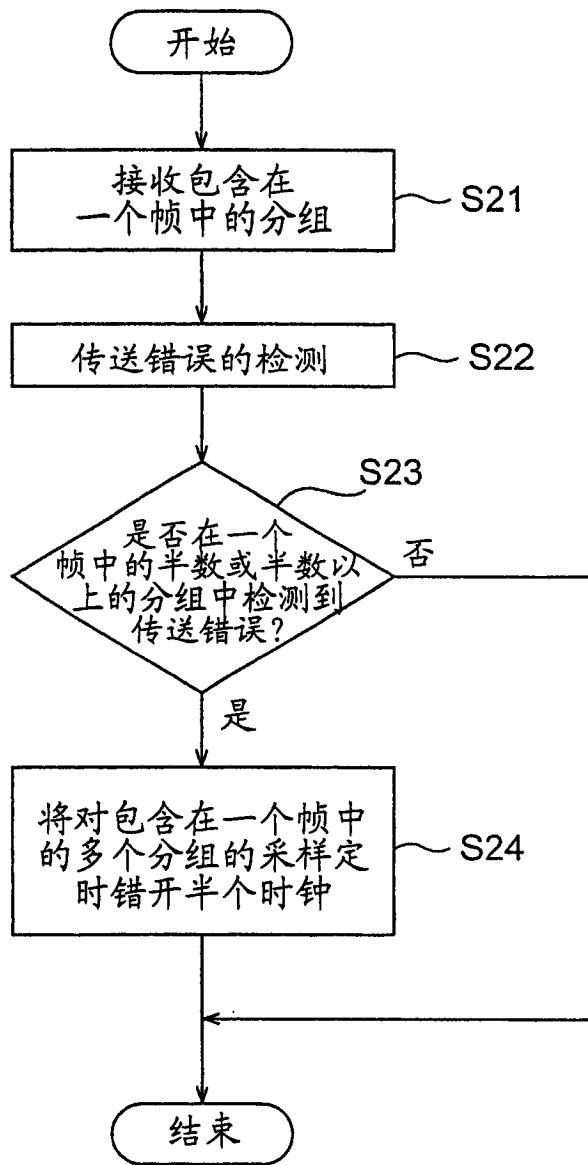 开始
接收包含在
一个帧中的分组
S21
传送错误的检测
S22
S23
是否在一个
帧中的半数或半数以
上的分组中检测到
传送错误?
否
是
将对包含在一个帧中
的多个分组的采样定
时错开半个时钟
S24
结束